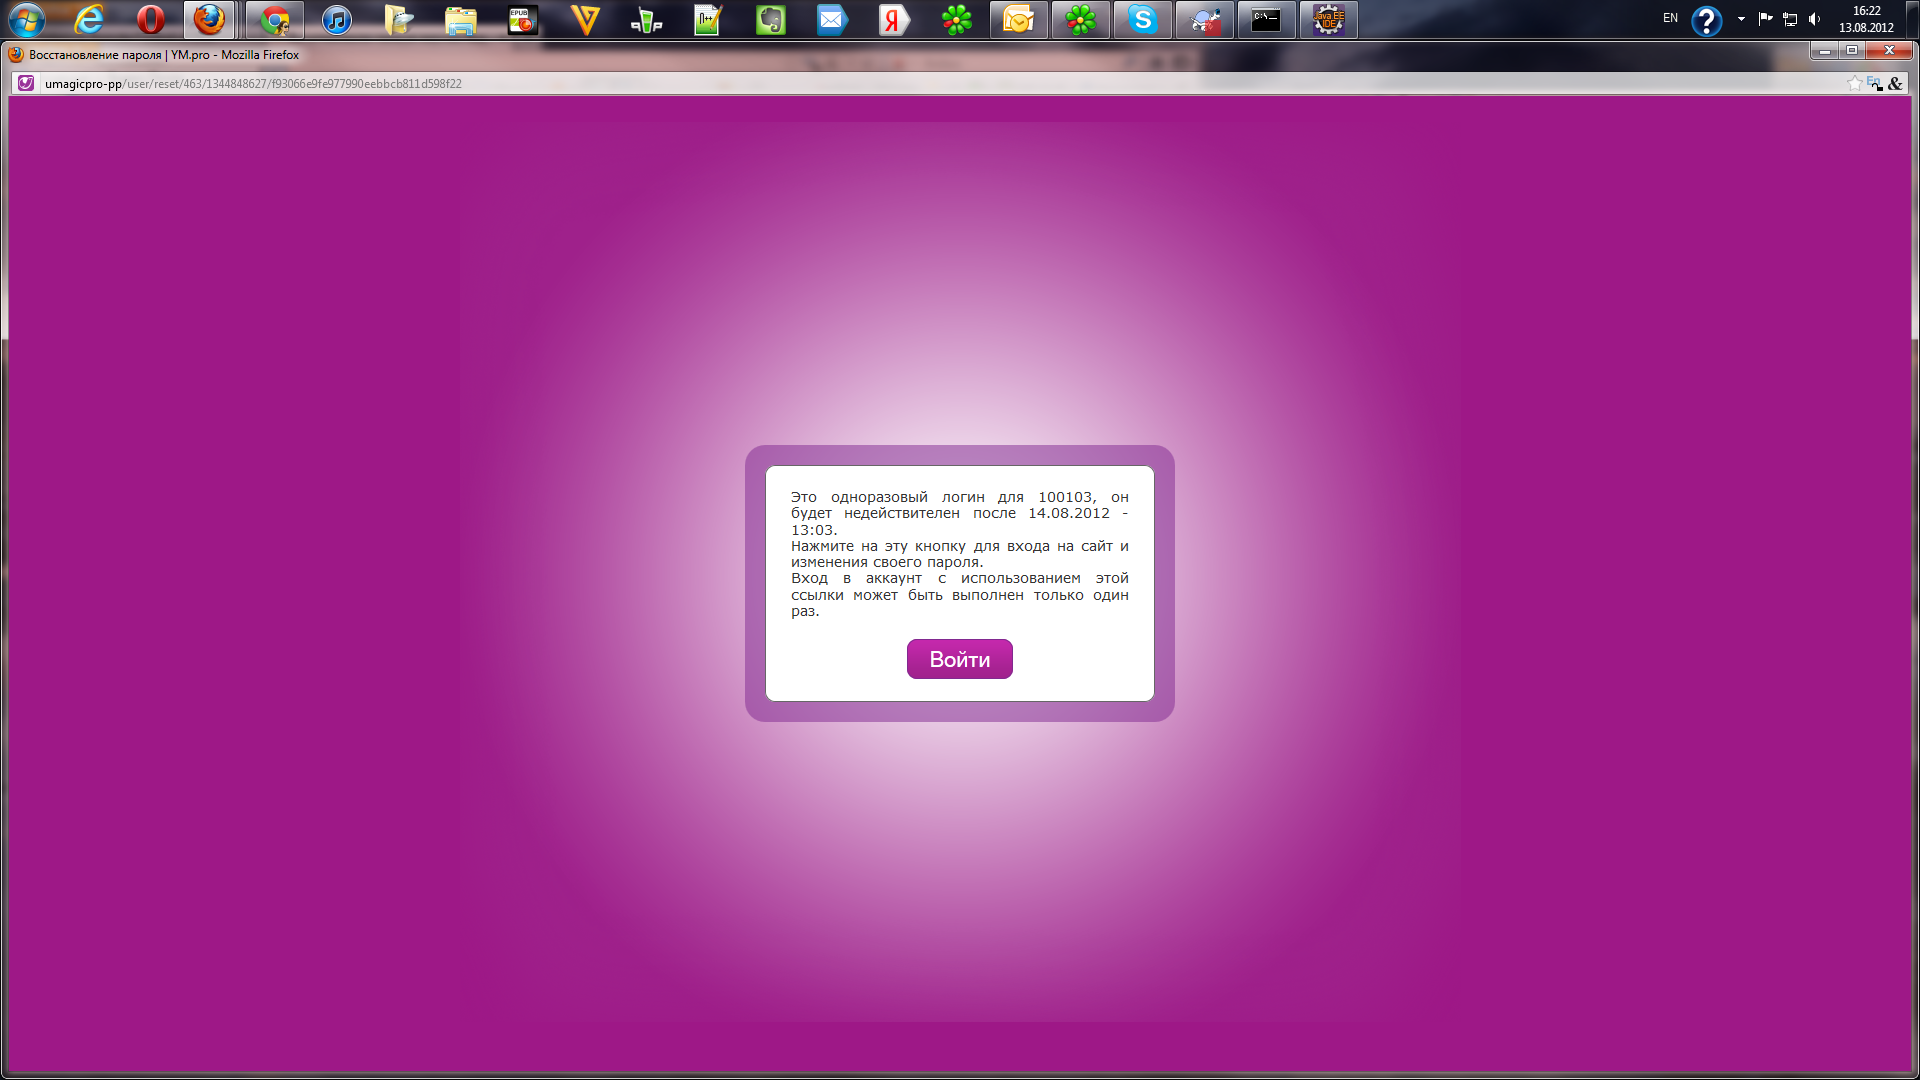 EPUB
n++
Я
C:\
Java EE
IDE
EN
16:22
13.08.2012
Восстановление пароля | YM.pro - Mozilla Firefox
umagicpro-pp/user/reset/463/1344848627/f93066e9fe977990eebbcb811d598f22
En
&
Это одноразовый логин для 100103, он
будет недействителен после 14.08.2012 -
13:03.
Нажмите на эту кнопку для входа на сайт и
изменения своего пароля.
Вход в аккаунт с использованием этой
ссылки может быть выполнен только один
раз.
Войти